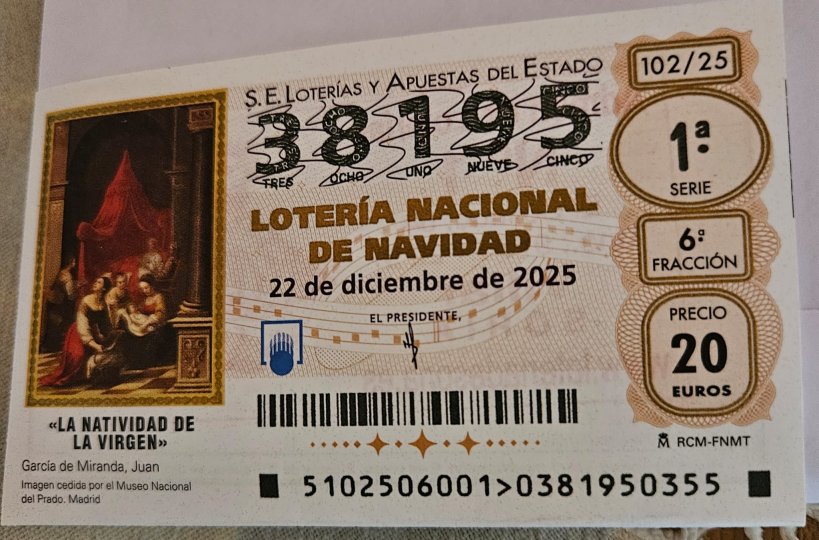 S.E. LOTERÍAS Y APUESTAS DEL ESTADO
38195
TRES OCHO UNO NUEVE CINCO
LOTERÍA NACIONAL
DE NAVIDAD
22 de diciembre de 2025
EL PRESIDENTE,
«LA NATIVIDAD DE
LA VIRGEN»
García de Miranda, Juan
Imagen cedida por el Museo Nacional
del Prado. Madrid
102/25
1ª
SERIE
6ª
FRACCIÓN
PRECIO
20
EUROS
RCM-FNMT
5102506001>0381950355